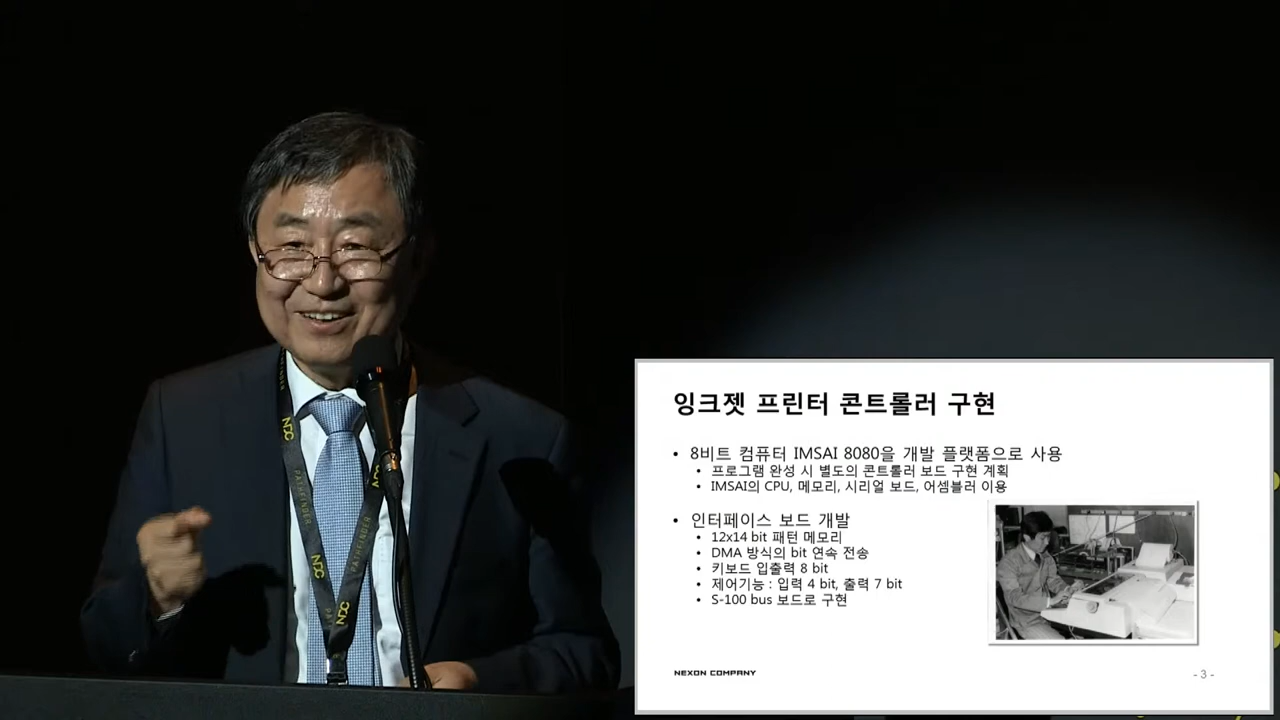 잉크젯 프린터 콘트롤러 구현
• 8비트 컴퓨터 IMSAI 8080을 개발 플랫폼으로 사용
• 프로그램 완성 시 별도의 콘트롤러 보드 구현 계획
• IMSAI의 CPU, 메모리, 시리얼 보드, 어셈블러 이용
• 인터페이스 보드 개발
• 12x14 bit 패턴 메모리
• DMA 방식의 bit 연속 전송
• 키보드 입출력 8 bit
• 제어기능 : 입력 4 bit, 출력 7 bit
• S-100 bus 보드로 구현
NEXON COMPANY
- 3 -
NDC
PATHFINDER
NDC
NDC
PATHFINDER
NDC